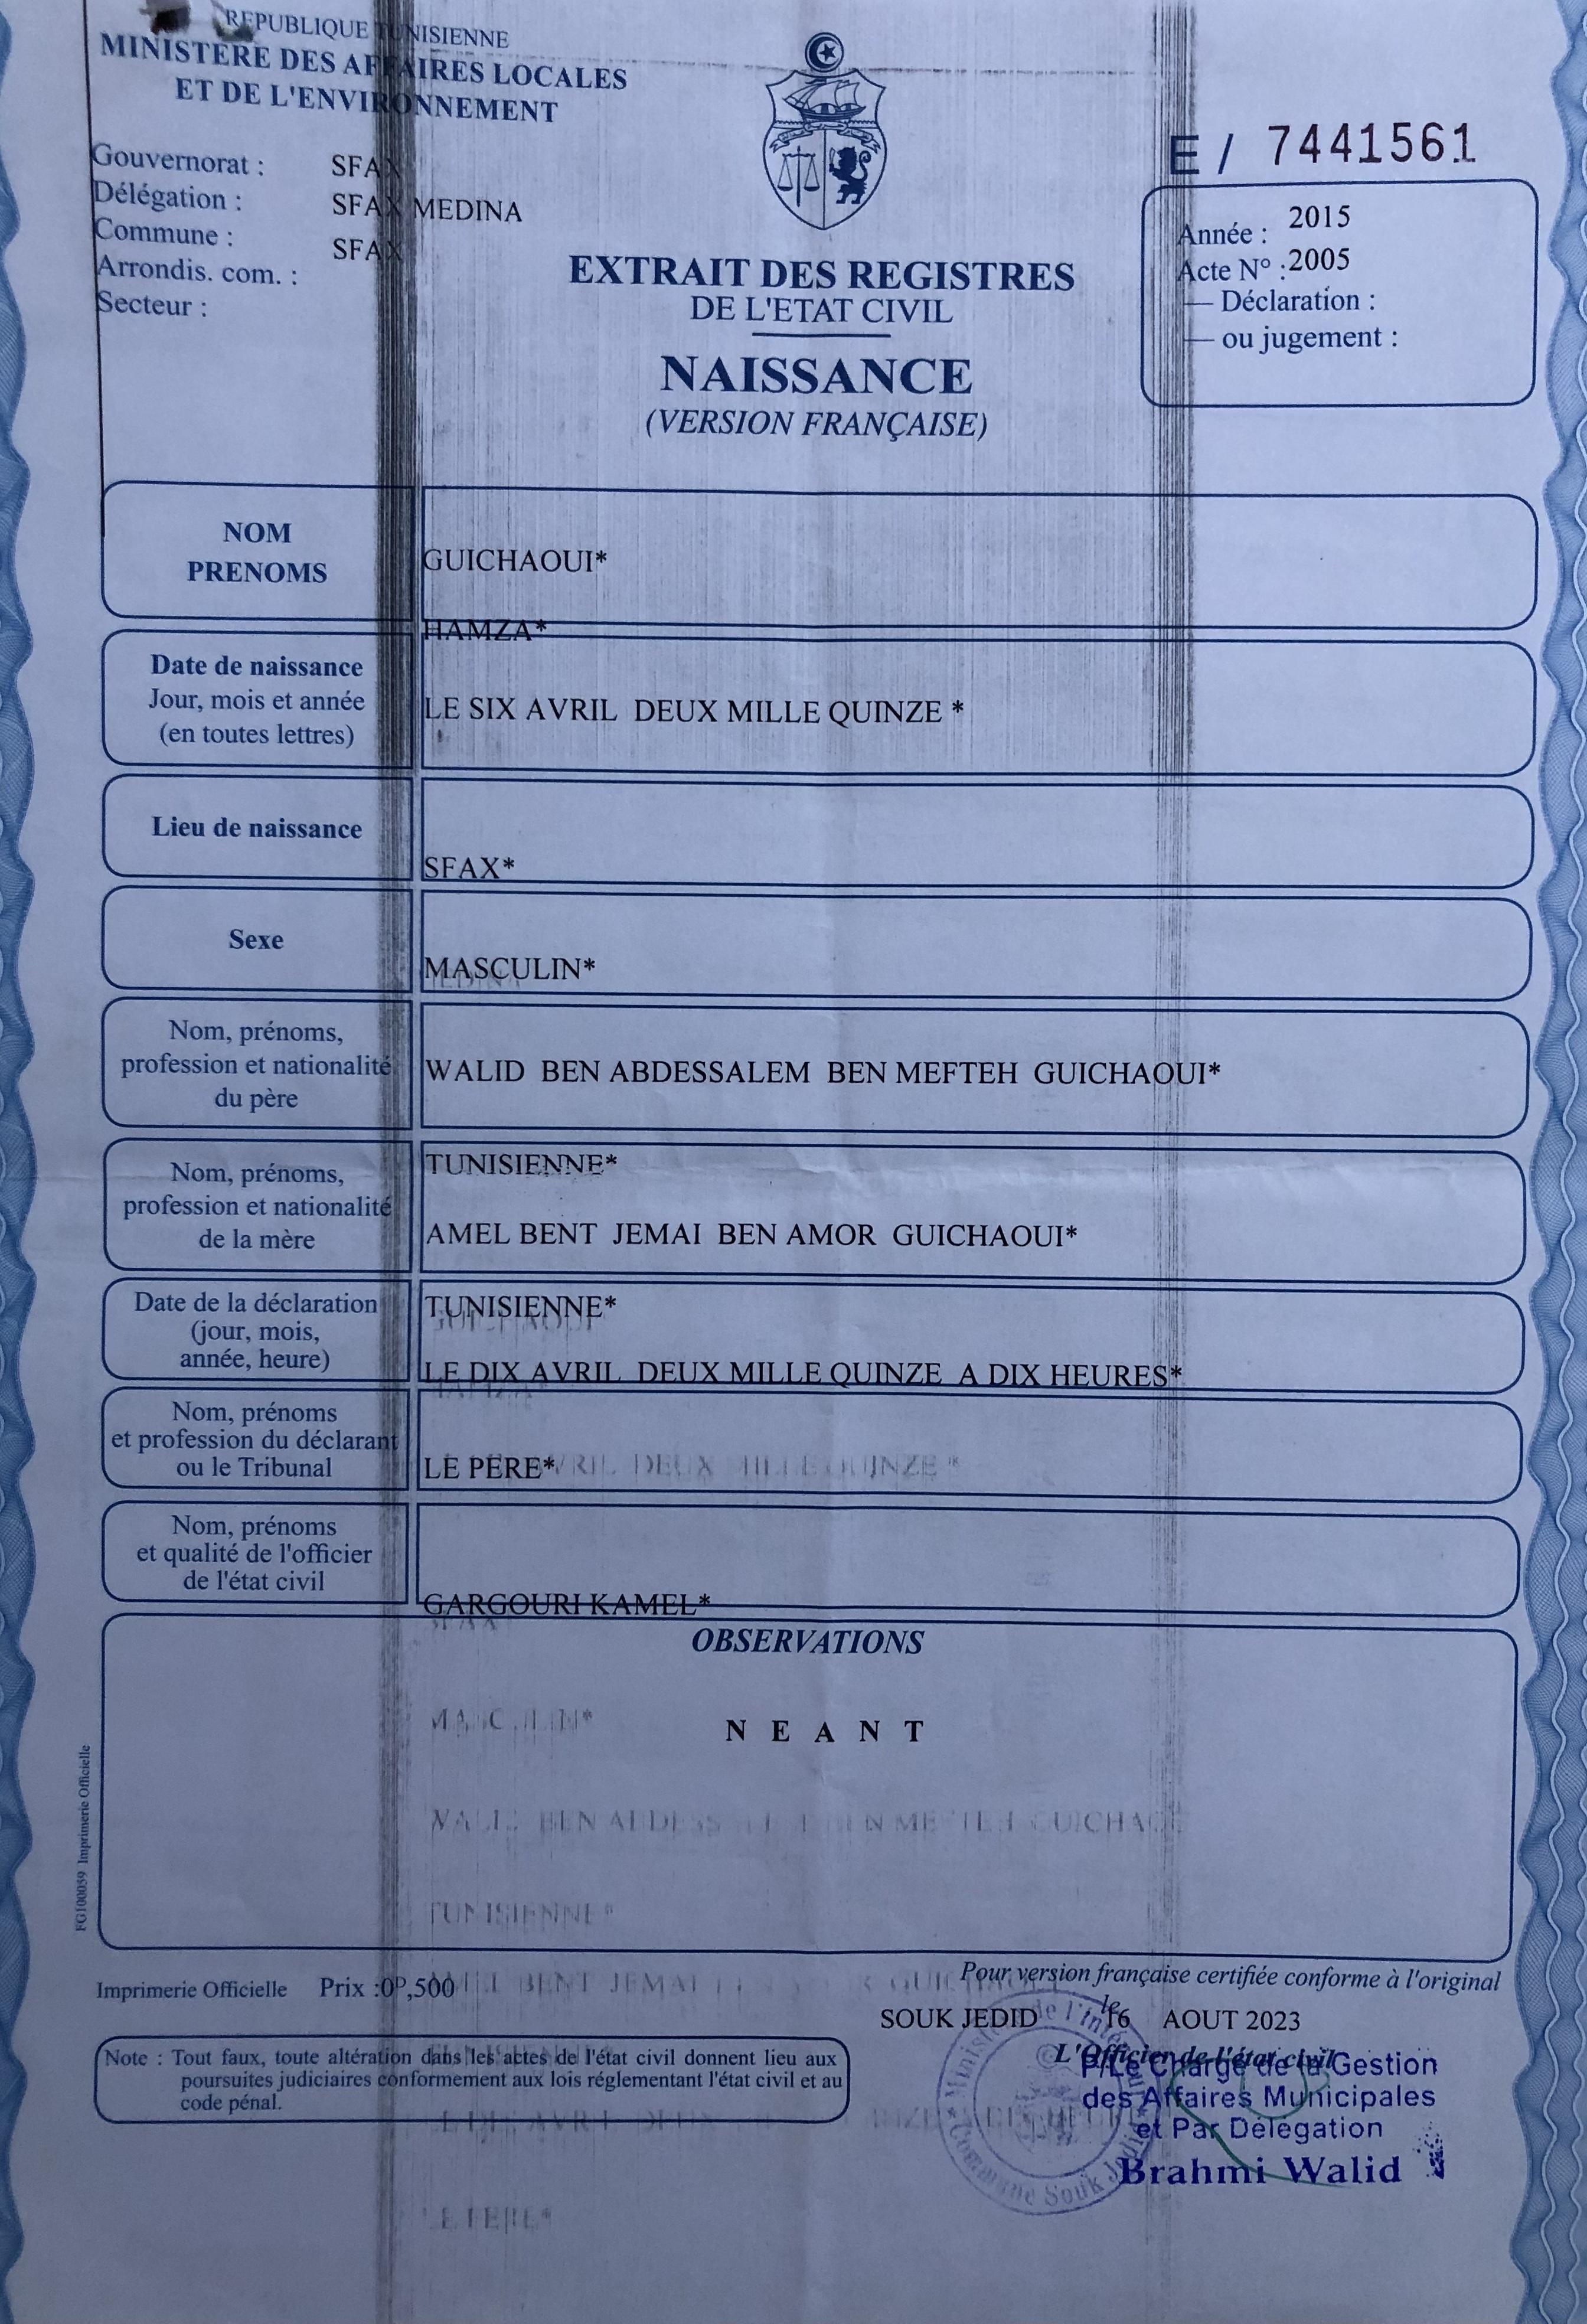 REPUBLIQUE TUNISIENNE
MINISTERE DES AFFAIRES LOCALES
ET DE L'ENVIRONNEMENT
Gouvernorat : SFAX
Délégation : SFAX MEDINA
Commune : SFAX
Arrondis. com. :
Secteur :
E / 7441561
Année : 2015
Acte N° : 2005
— Déclaration :
— ou jugement :
EXTRAIT DES REGISTRES
DE L'ETAT CIVIL
NAISSANCE
(VERSION FRANÇAISE)
NOM
PRENOMS
GUICHAOUI*
HAMZA*
Date de naissance
Jour, mois et année
(en toutes lettres)
LE SIX AVRIL DEUX MILLE QUINZE *
Lieu de naissance
SFAX*
Sexe
MASCULIN*
Nom, prénoms,
profession et nationalité
du père
WALID BEN ABDESSALEM BEN MEFTEH GUICHAOUI*
TUNISIENNE*
Nom, prénoms,
profession et nationalité
de la mère
AMEL BENT JEMAI BEN AMOR GUICHAOUI*
TUNISIENNE*
Date de la déclaration
(jour, mois,
année, heure)
LE DIX AVRIL DEUX MILLE QUINZE A DIX HEURES*
Nom, prénoms
et profession du déclarant
ou le Tribunal
LE PERE*
Nom, prénoms
et qualité de l'officier
de l'état civil
GARGOURI KAMEL*
OBSERVATIONS
N E A N T
FG100059 Imprimerie Officielle
Imprimerie Officielle Prix :0ᴰ,500
Pour version française certifiée conforme à l'original
SOUK JEDID le 16 AOUT 2023
L'Officier de l'état civil
P/Le Chargé de la Gestion
des Affaires Municipales
et Par Délégation
Brahmi Walid
Ministère de l'Intérieur
Commune Souk Jedid
Note : Tout faux, toute altération dans les actes de l'état civil donnent lieu aux
poursuites judiciaires conformement aux lois réglementant l'état civil et au
code pénal.